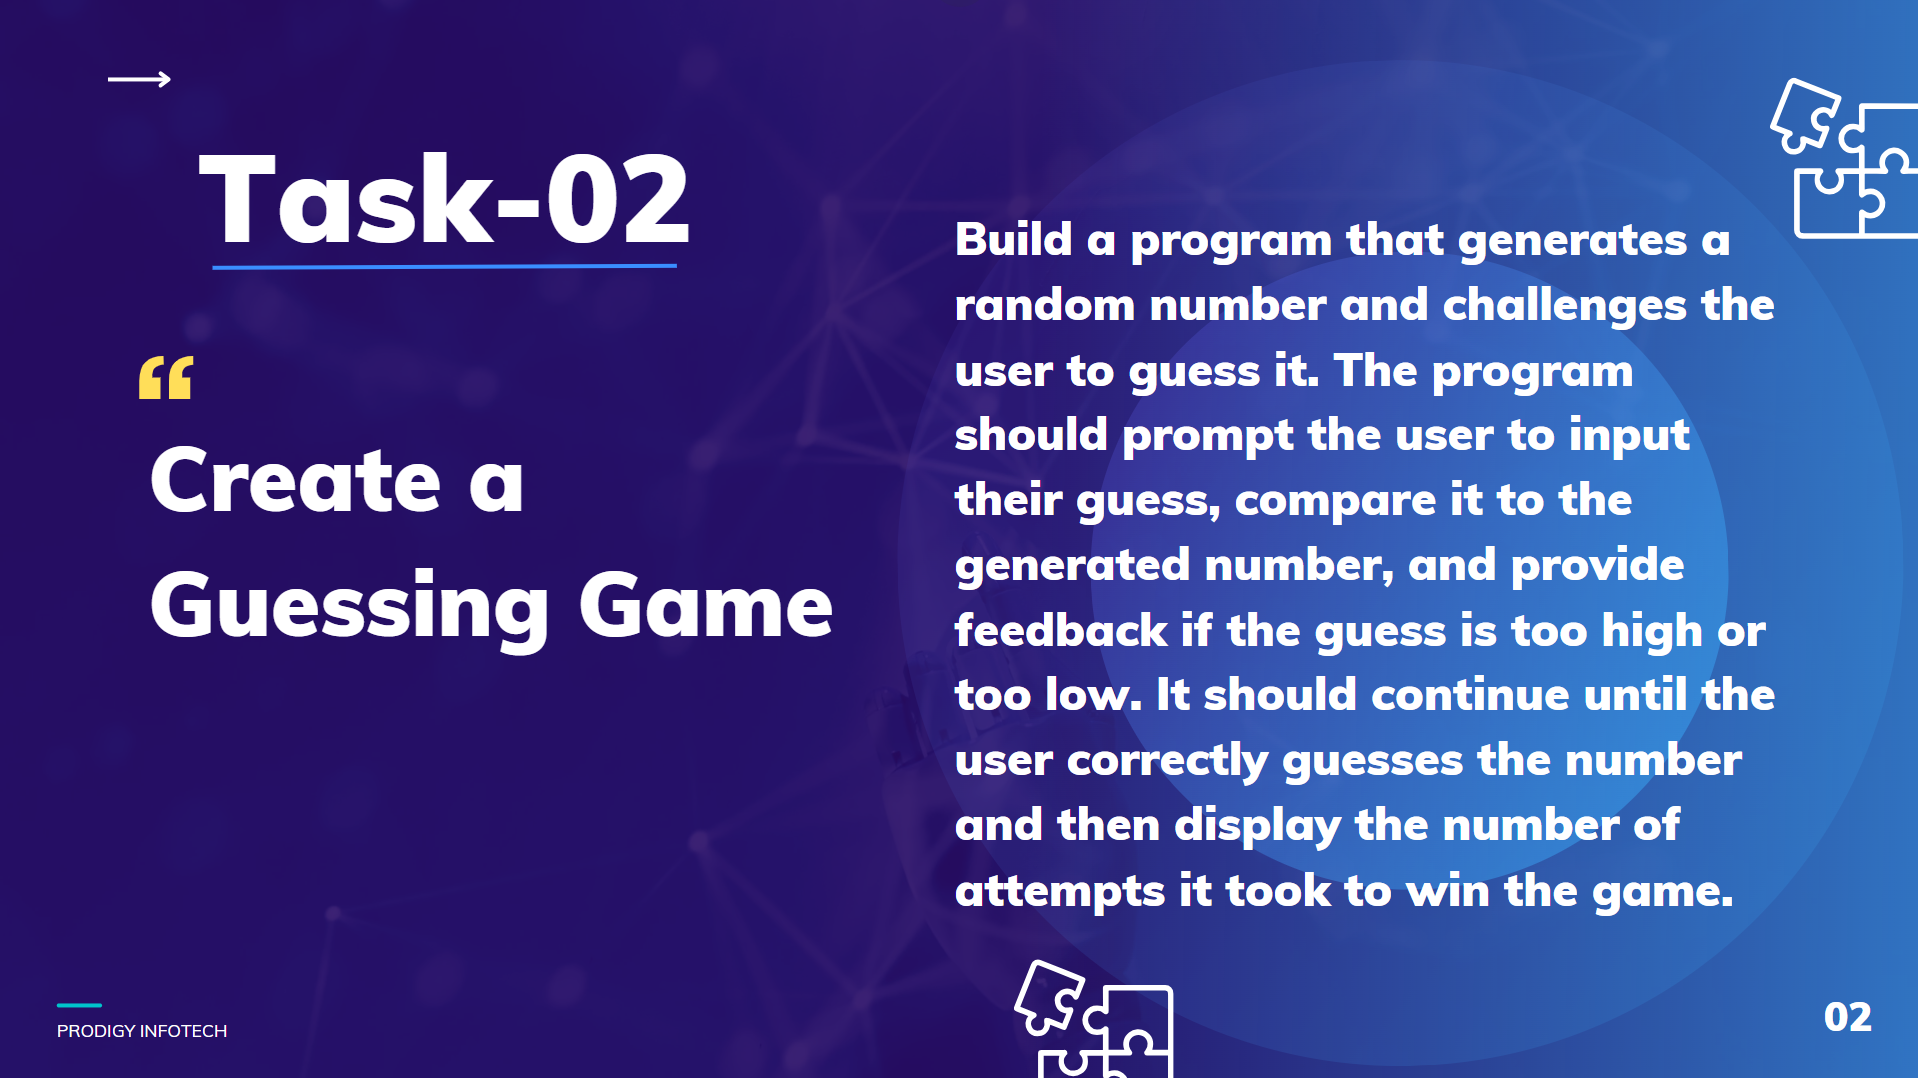 Task-02
“
Create a
Guessing Game
Build a program that generates a
random number and challenges the
user to guess it. The program
should prompt the user to input
their guess, compare it to the
generated number, and provide
feedback if the guess is too high or
too low. It should continue until the
user correctly guesses the number
and then display the number of
attempts it took to win the game.
PRODIGY INFOTECH
02